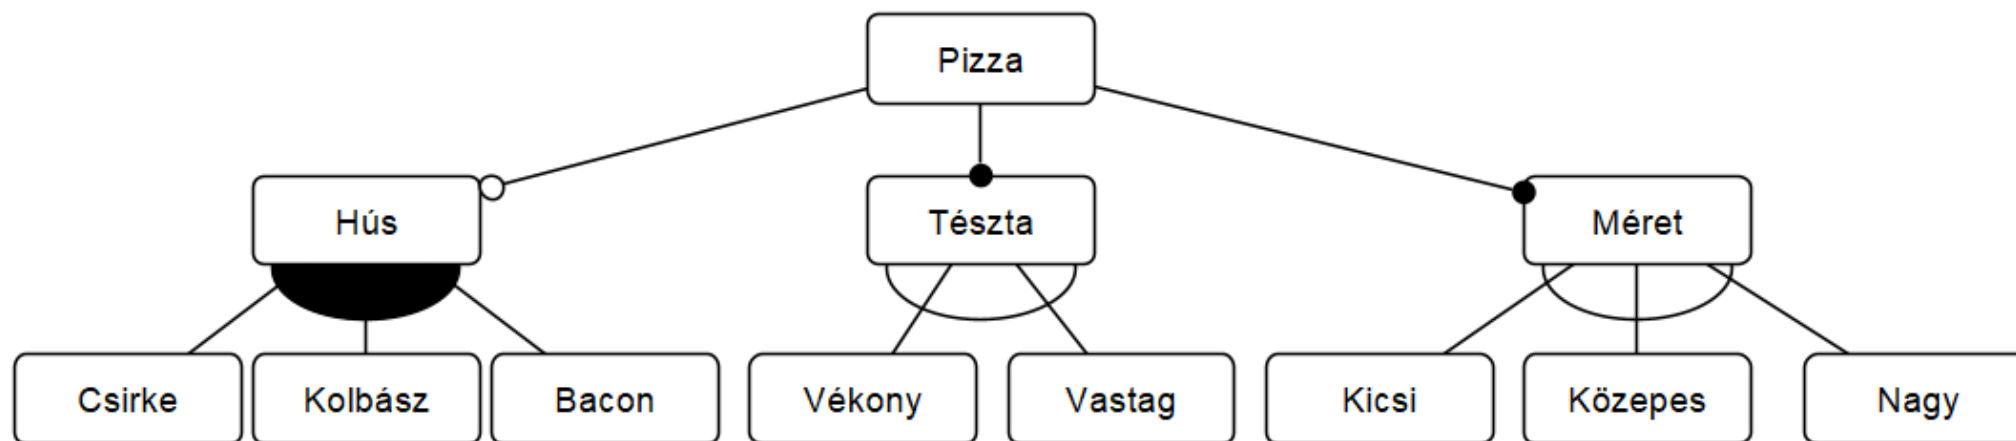 Pizza
Hús
Tészta
Méret
Csirke
Kolbász
Bacon
Vékony
Vastag
Kicsi
Közepes
Nagy